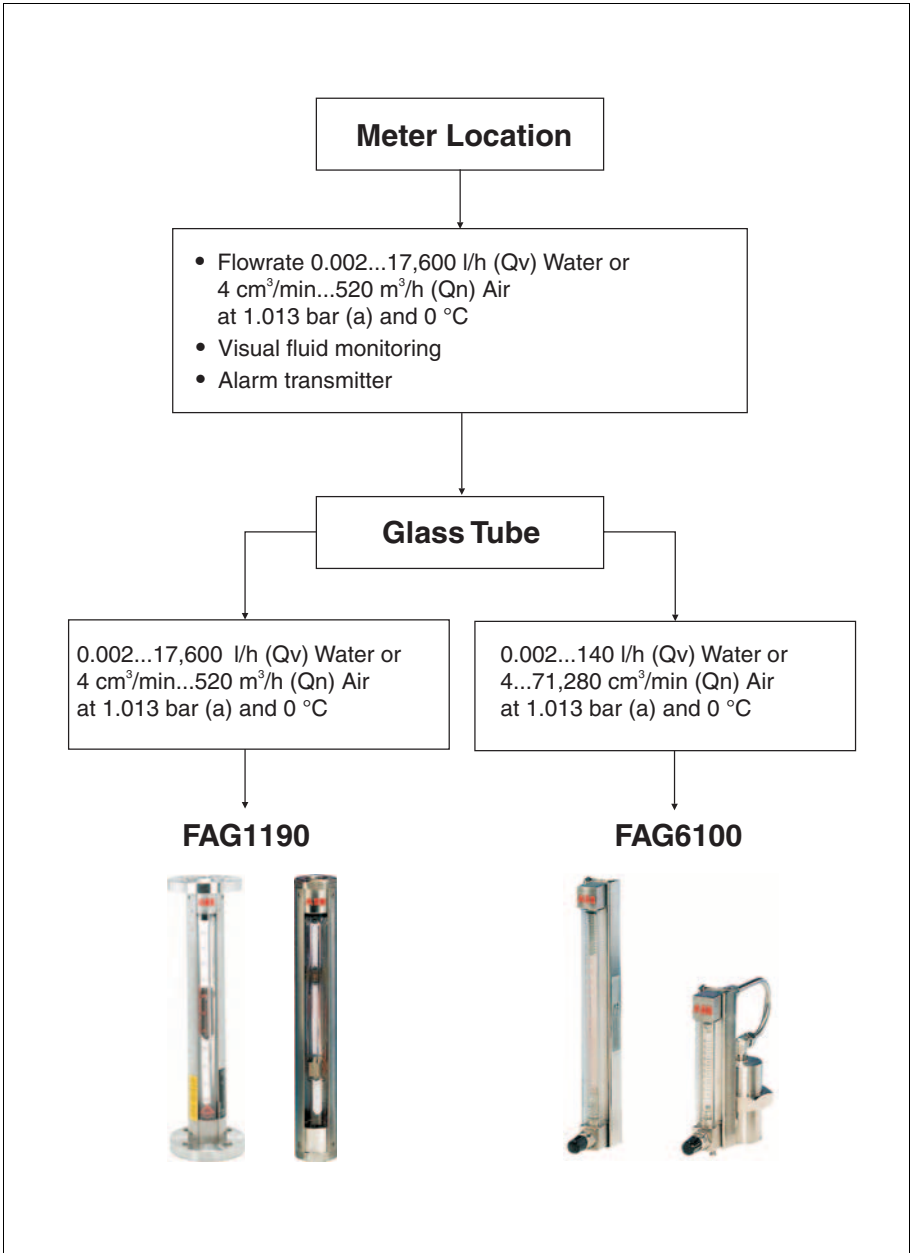 Meter Location
• Flowrate 0.002...17,600 l/h (Qv) Water or
4 cm³/min...520 m³/h (Qn) Air
at 1.013 bar (a) and 0 °C
• Visual fluid monitoring
• Alarm transmitter
Glass Tube
0.002...17,600 l/h (Qv) Water or
4 cm³/min...520 m³/h (Qn) Air
at 1.013 bar (a) and 0 °C
0.002...140 l/h (Qv) Water or
4...71,280 cm³/min (Qn) Air
at 1.013 bar (a) and 0 °C
FAG1190
FAG6100